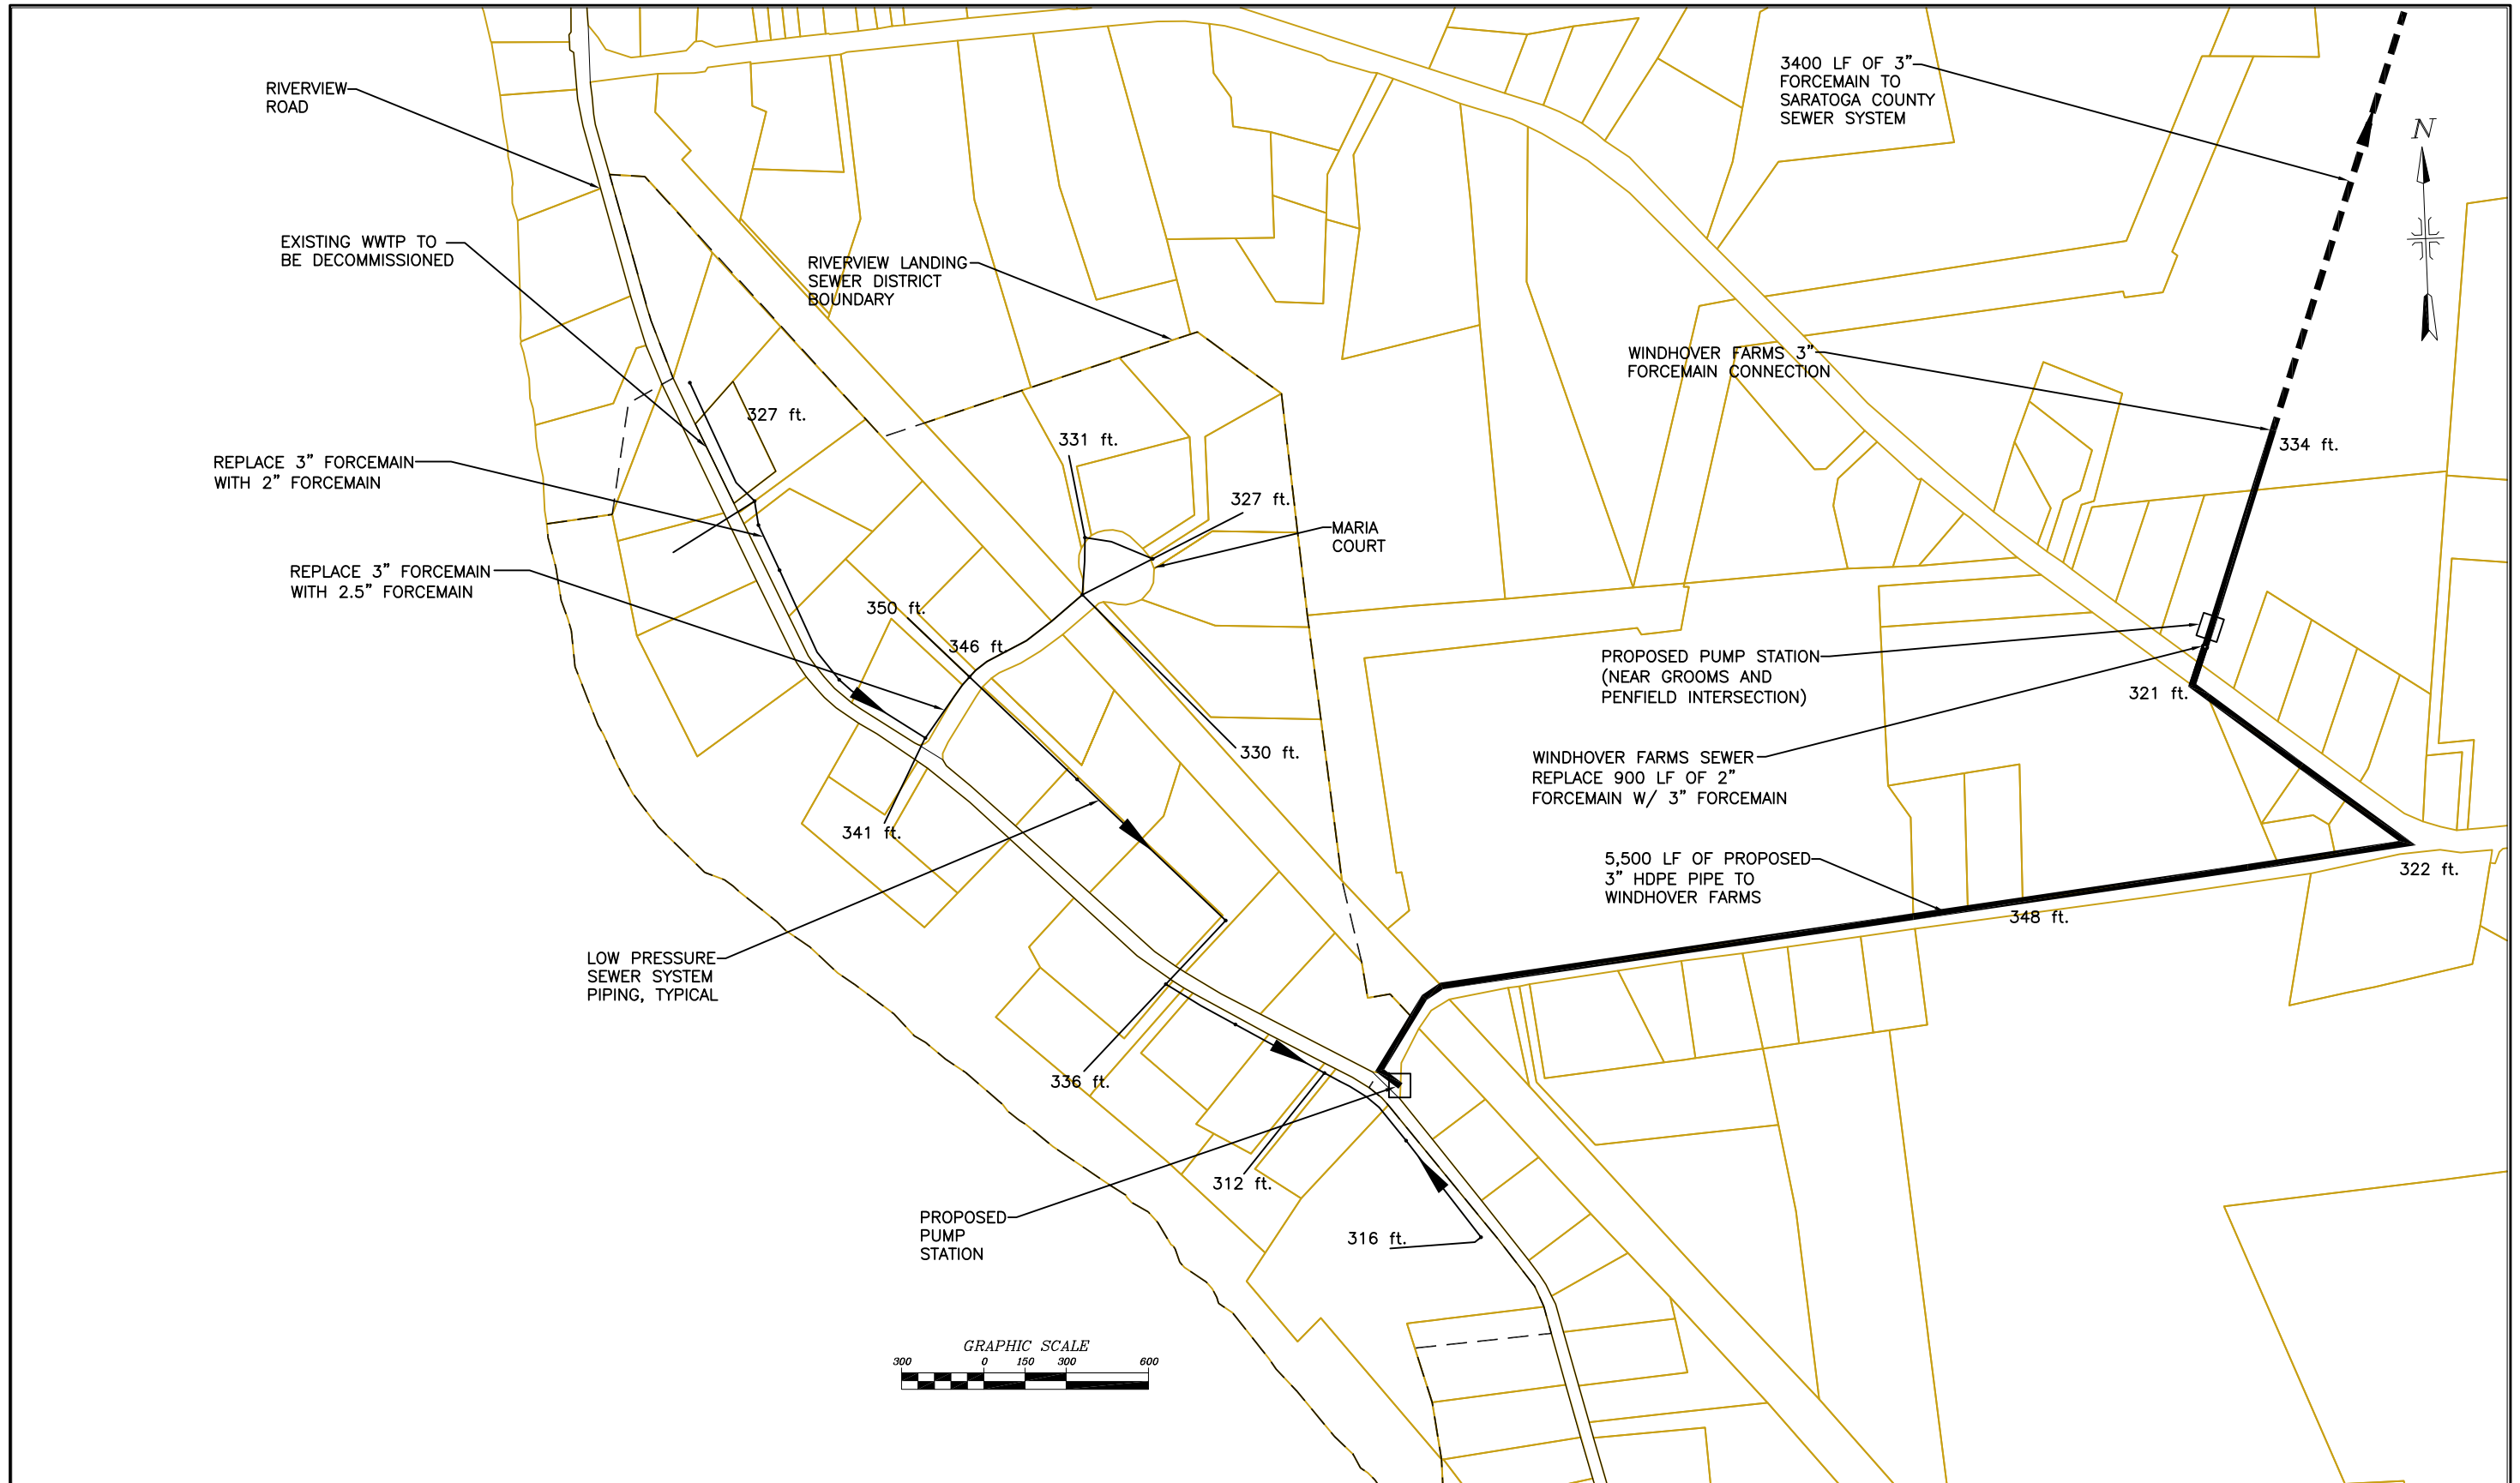 RIVERVIEW
ROAD
3400 LF OF 3”
FORCEMAIN TO
SARATOGA COUNTY
SEWER SYSTEM
N
EXISTING WWTP TO
BE DECOMMISSIONED
RIVERVIEW LANDING
SEWER DISTRICT
BOUNDARY
WINDHOVER FARMS 3”
FORCEMAIN CONNECTION
327 ft.
331 ft.
334 ft.
REPLACE 3” FORCEMAIN
WITH 2” FORCEMAIN
327 ft.
MARIA
COURT
REPLACE 3” FORCEMAIN
WITH 2.5” FORCEMAIN
350 ft.
346 ft.
PROPOSED PUMP STATION
(NEAR GROOMS AND
PENFIELD INTERSECTION)
321 ft.
330 ft.
WINDHOVER FARMS SEWER
REPLACE 900 LF OF 2”
FORCEMAIN W/ 3” FORCEMAIN
341 ft.
5,500 LF OF PROPOSED
3” HDPE PIPE TO
WINDHOVER FARMS
322 ft.
348 ft.
LOW PRESSURE
SEWER SYSTEM
PIPING, TYPICAL
336 ft.
312 ft.
PROPOSED
PUMP
STATION
316 ft.
GRAPHIC SCALE
300 0 150 300 600